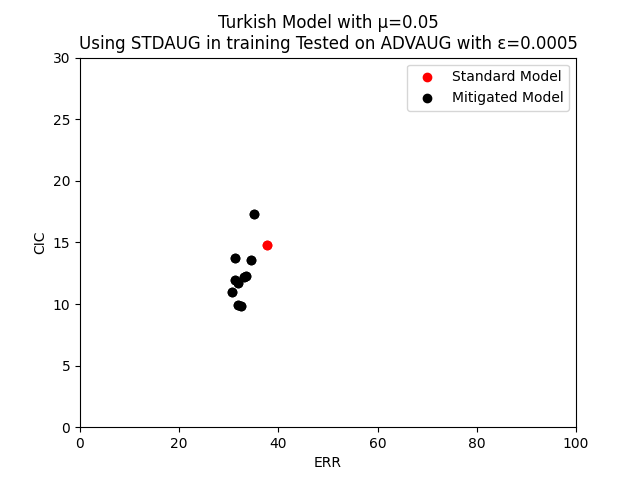 Turkish Model with μ=0.05
Using STDAUG in training Tested on ADVAUG with ε=0.0005
Standard Model
Mitigated Model
30
25
20
15
10
5
0
CIC
0 20 40 60 80 100
ERR